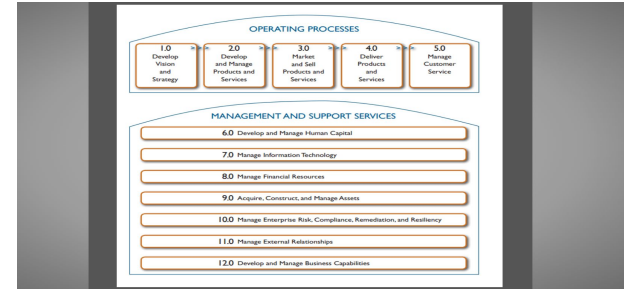 OPERATING PROCESSES
1.0
Develop
Vision
and
Strategy
2.0
Develop
and Manage
Products and
Services
3.0
Market
and Sell
Products and
Services
4.0
Deliver
Products
and
Services
5.0
Manage
Customer
Service
MANAGEMENT AND SUPPORT SERVICES
6.0 Develop and Manage Human Capital
7.0 Manage Information Technology
8.0 Manage Financial Resources
9.0 Acquire, Construct, and Manage Assets
10.0 Manage Enterprise Risk, Compliance, Remediation, and Resiliency
11.0 Manage External Relationships
12.0 Develop and Manage Business Capabilities